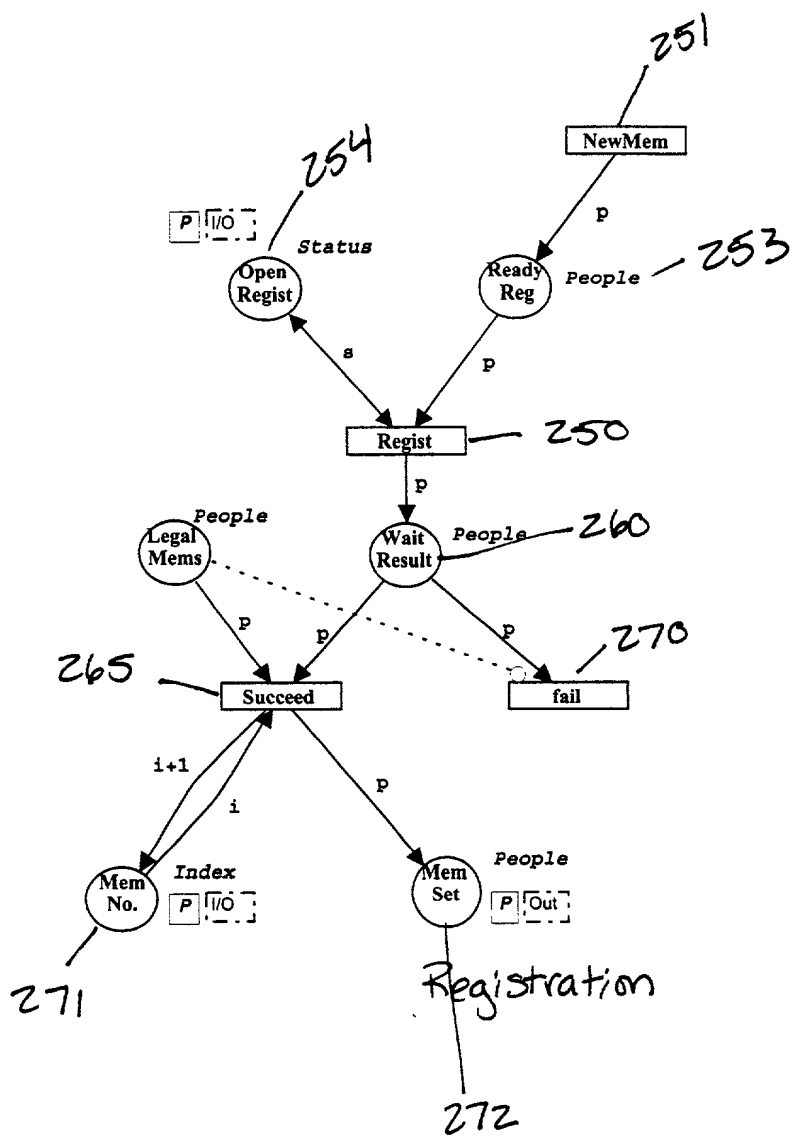 251
NewMem
254
P I/O
Status
p
Open
Regist
Ready
Reg
People
253
s
p
Regist
250
p
People
Legal
Mems
Wait
Result
People
260
p
p
p
270
265
Succeed
fail
i+1
i
p
Mem
No.
Index
P I/O
Mem
Set
People
P Out
271
Registration
272